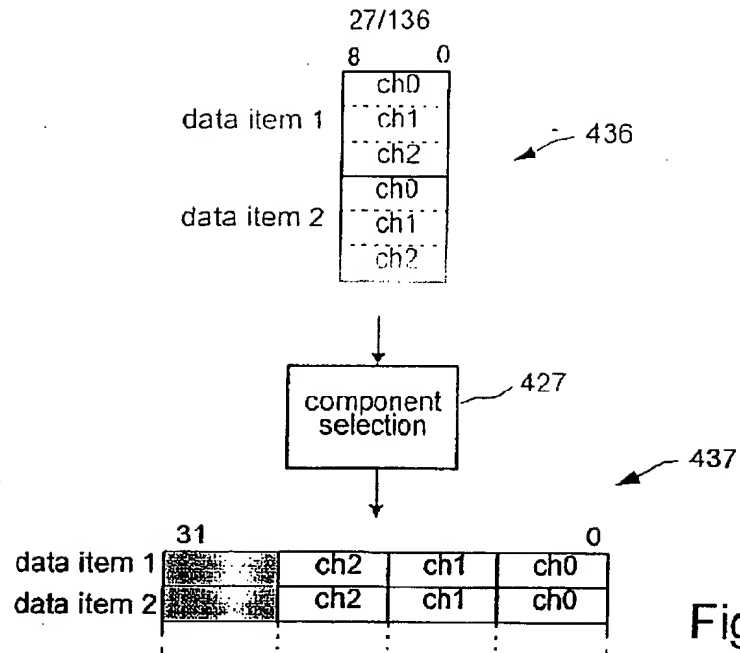 27/136
8 0
ch0
data item 1 ch1 436
ch2
ch0
data item 2 ch1
ch2
component
selection 427
437
31 0
data item 1 ch2 ch1 ch0
data item 2 ch2 ch1 ch0